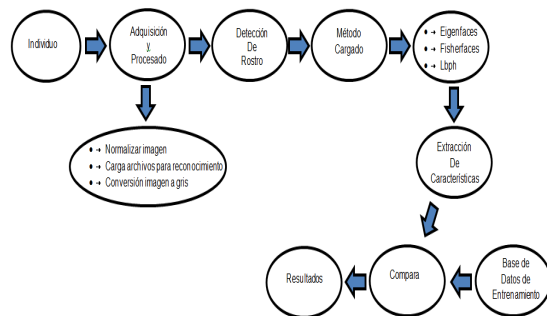 Individuo
Adquisición
y
Procesado
Detección
De
Rostro
Método
Cargado
• → Eigenfaces
• → Fisherfaces
• → Lbph
• → Normalizar imagen
• → Carga archivos para reconocimiento
• → Conversión imagen a gris
Extracción
De
Características
Resultados
Compara
Base de
Datos de
Entrenamiento